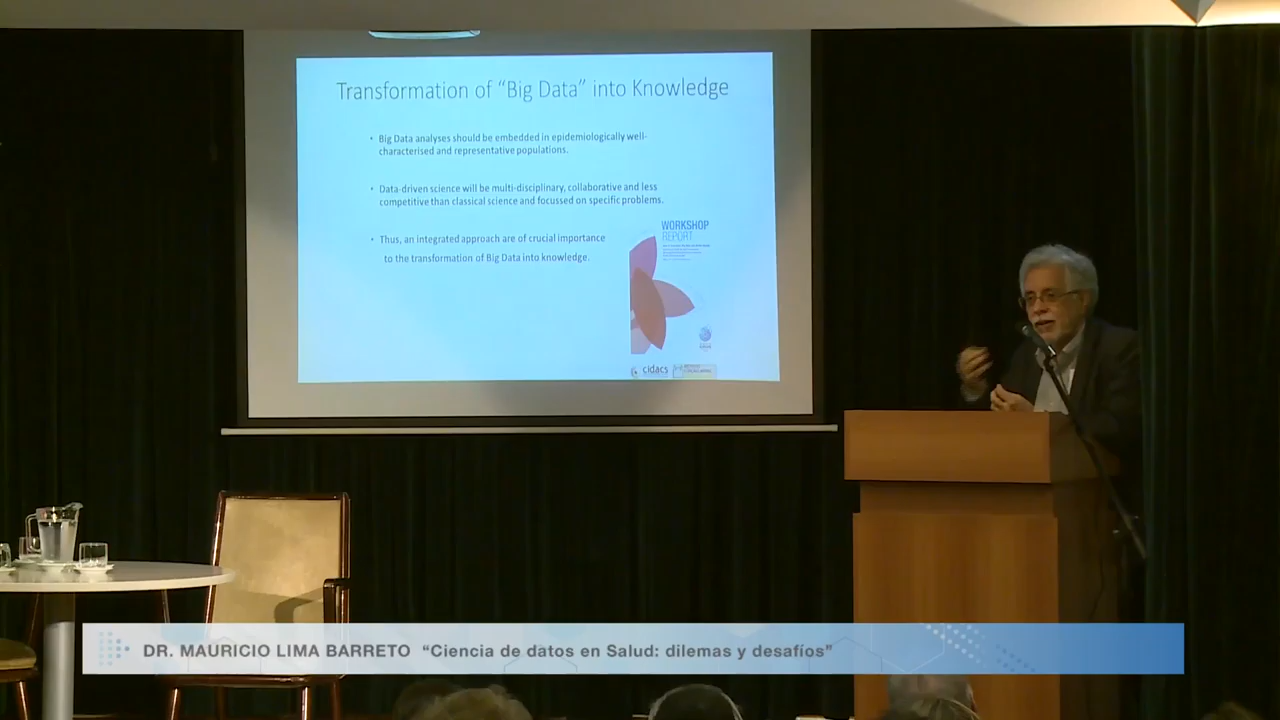 Transformation of “Big Data” into Knowledge
• Big Data analyses should be embedded in epidemiologically well-
characterised and representative populations.
• Data-driven science will be multi-disciplinary, collaborative and less
competitive than classical science and focussed on specific problems.
• Thus, an integrated approach are of crucial importance
to the transformation of Big Data into knowledge.
WORKSHOP
REPORT
cidacs
DR. MAURICIO LIMA BARRETO “Ciencia de datos en Salud: dilemas y desafíos”